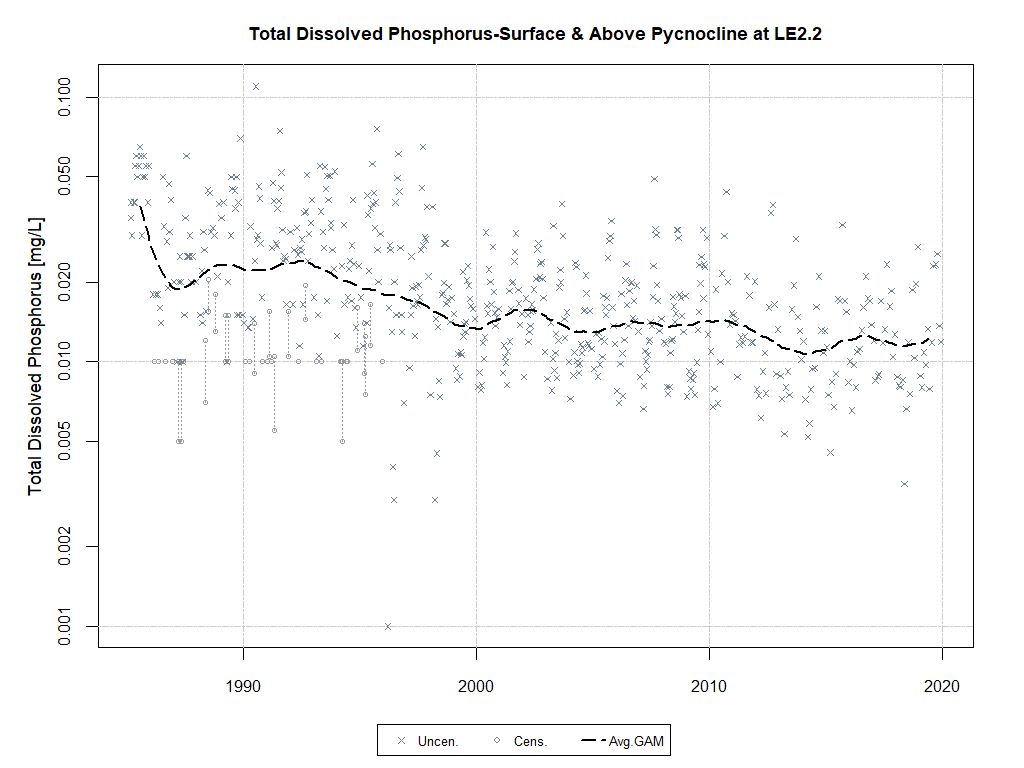 Total Dissolved Phosphorus-Surface & Above Pycnocline at LE2.2
Total Dissolved Phosphorus [mg/L]
0.100
0.050
0.020
0.010
0.005
0.002
0.001
1990 2000 2010 2020
Uncen. Cens. Avg.GAM